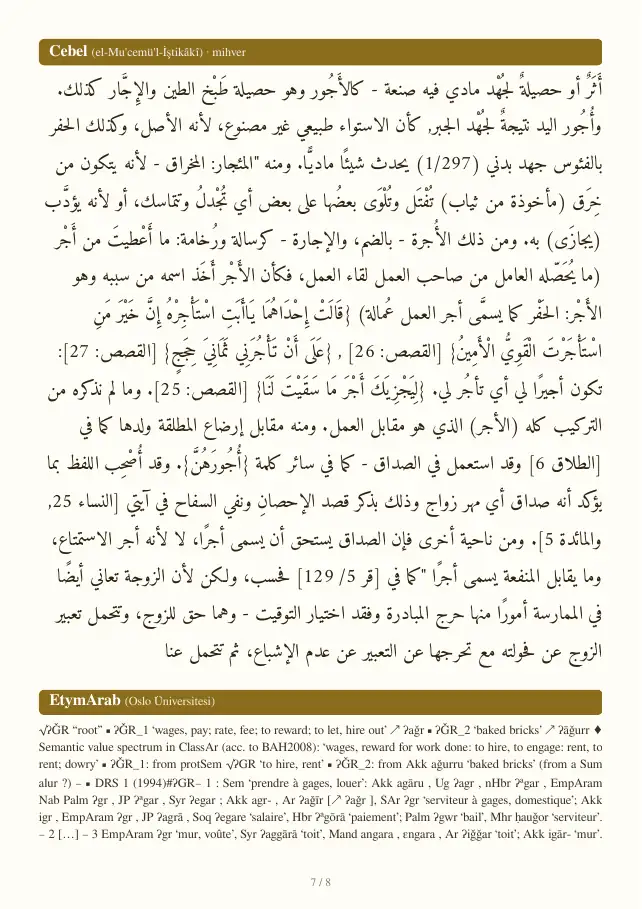 Cebel (el-Mu'cemü'l-İştikâkî) · mihver
أَثَرٌ أو حصيلةٌ لجُهْد مادي فيه صنعة - كالأَجُور وهو حصيلة طَبْخ الطين والإِجَّار كذلك.
وأُجُور اليد نتيجةٌ لجُهْد الجبر, كأن الاستواء طبيعي غير مصنوع، لأنه الأصل، وكذلك الحفر
بالفئوس جهد بدني (1/297) يحدث شيئًا ماديًّا. ومنه "المئجار: المخراق - لأنه يتكون من
خِرَق (مأخوذة من ثياب) تُفْتَل وتُلْوَى بعضُها على بعض أي تُجْدلُ وتتماسك، أو لأنه يؤدَّب
(يجازَى) به. ومن ذلك الأُجرة - بالضم، والإجارة - كرسالة ورُخامة: ما أَعْطيتَ من أَجْر
(ما يُحَصّله العامل من صاحب العمل لقاء العمل، فكأن الأَجْر أَخَذ اسمه من سببه وهو
الأَجْر: الحَفْر كما يسمَّى أجر العمل عُمالة) {قَالَتْ إِحْدَاهُمَا يَاأَبَتِ اسْتَأْجِرْهُ إِنَّ خَيْرَ مَنِ
اسْتَأْجَرْتَ الْقَوِيُّ الْأَمِينُ} [القصص: 26] , {عَلَى أَنْ تَأْجُرَنِي ثَمَانِيَ حِجَجٍ} [القصص: 27]:
تكون أجيرًا لي أي تأجُر لي. {لِيَجْزِيَكَ أَجْرَ مَا سَقَيْتَ لَنَا} [القصص: 25]. وما لم نذكره من
التركيب كله (الأجر) الذي هو مقابل العمل. ومنه مقابل إرضاع المطلقة ولدها كما في
[الطلاق 6] وقد استعمل في الصداق - كما في سائر كلمة {أُجُورَهُنَّ}. وقد أُصْحِب اللفظ بما
يؤكد أنه صداق أي مهر زواج وذلك بذكر قصد الإحصانِ ونفي السفاح في آيتي [النساء 25,
والمائدة 5]. ومن ناحية أخرى فإن الصداق يستحق أن يسمى أجرًا، لا لأنه أجر الاستمتاع،
وما يقابل المنفعة يسمى أجرًا "كما في [قر 5/ 129] فحسب، ولكن لأن الزوجة تعاني أيضًا
في الممارسة أمورًا منها حرج المبادرة وفقد اختيار التوقيت - وهما حق للزوج، وتتحمل تعبير
الزوج عن فحولته مع تحرجها عن التعبير عن عدم الإشباع، ثم تتحمل عنا
EtymArab (Oslo Üniversitesi)
√ʔǦR “root” ▪ ʔǦR_1 ‘wages, pay; rate, fee; to reward; to let, hire out’ ↗ ʔaǧr ▪ ʔǦR_2 ‘baked bricks’ ↗ ʔāǧurr ♦
Semantic value spectrum in ClassAr (acc. to BAH2008): ‘wages, reward for work done: to hire, to engage: rent, to
rent; dowry’ ▪ ʔǦR_1: from protSem √ʔGR ‘to hire, rent’ ▪ ʔǦR_2: from Akk aǧurru ‘baked bricks’ (from a Sum
alur ?) – ▪ DRS 1 (1994)#ʔGR– 1 : Sem ‘prendre à gages, louer’: Akk agāru , Ug ʔagr , nHbr ʔᵃgar , EmpAram
Nab Palm ʔgr , JP ʔᵃgar , Syr ʔegar ; Akk agr- , Ar ʔaǧīr [↗ ʔaǧr ], SAr ʔgr ‘serviteur à gages, domestique’; Akk
igr , EmpAram ʔgr , JP ʔagrā , Soq ʔegare ‘salaire’, Hbr ʔᵃgōrā ‘paiement’; Palm ʔgwr ‘bail’, Mhr ḥauǧor ‘serviteur’.
– 2 […] – 3 EmpAram ʔgr ‘mur, voûte’, Syr ʔaggārā ‘toit’, Mand angara , ɛngara , Ar ʔiǧǧar ‘toit’; Akk igār- ‘mur’.
7 / 8